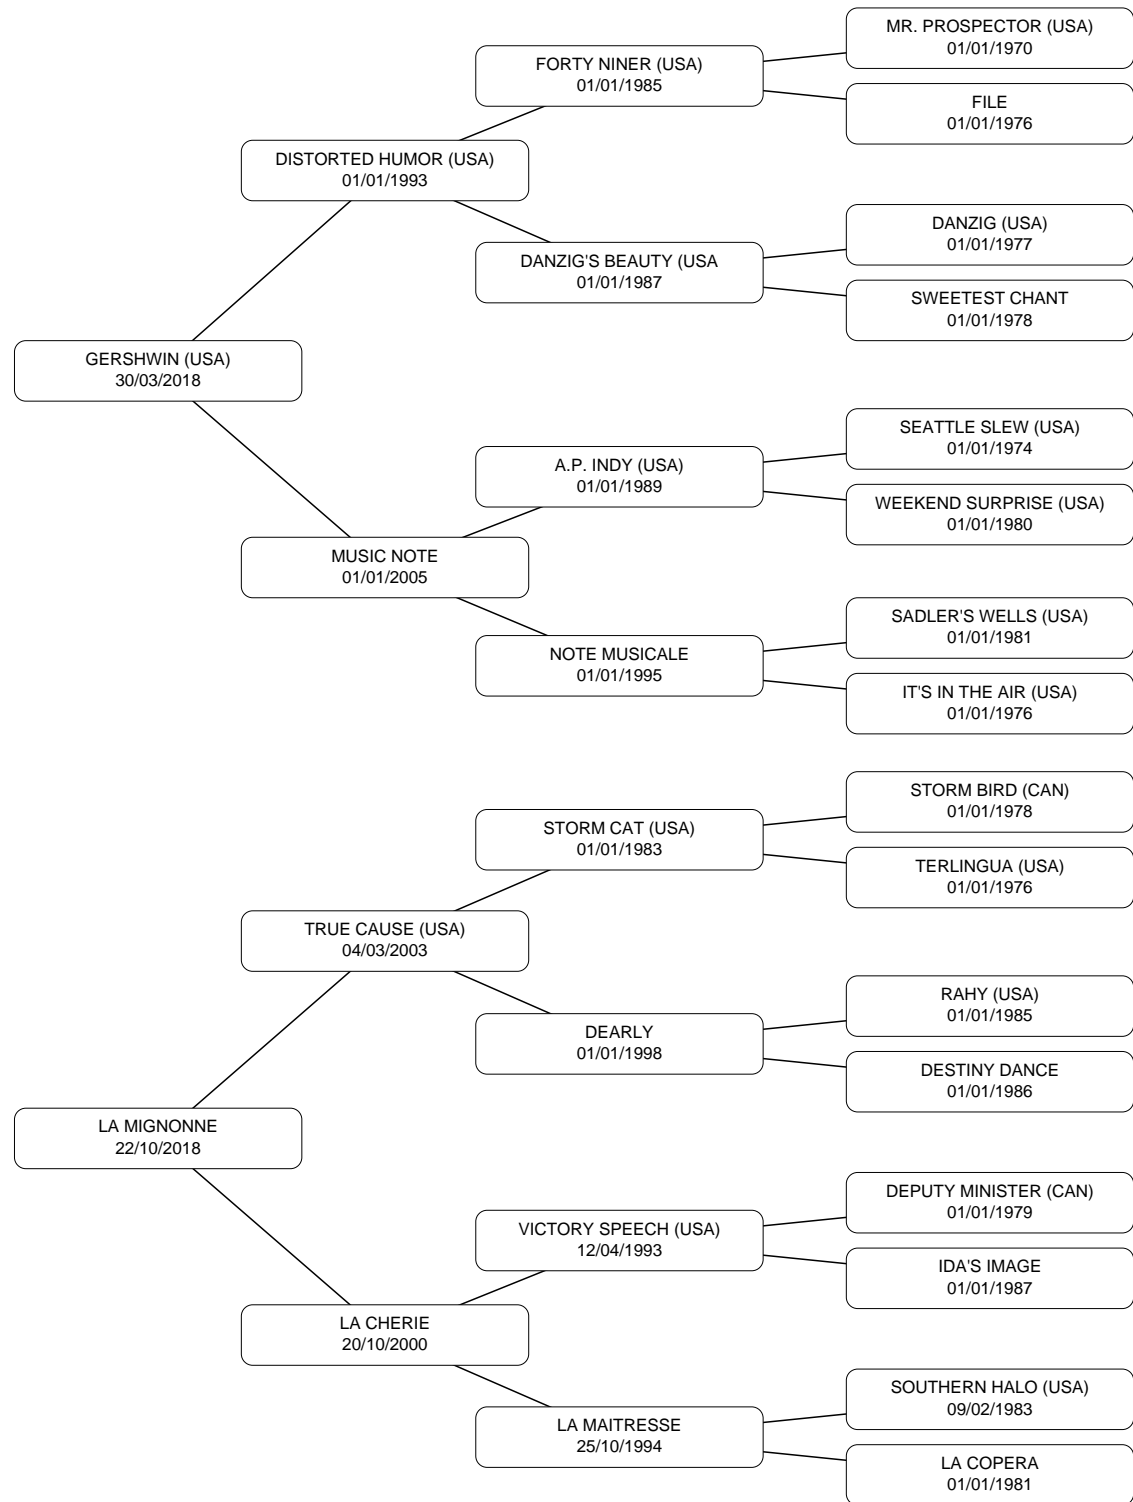 MR. PROSPECTOR (USA)
01/01/1970
FORTY NINER (USA)
01/01/1985
FILE
01/01/1976
DISTORTED HUMOR (USA)
01/01/1993
DANZIG (USA)
01/01/1977
DANZIG'S BEAUTY (USA
01/01/1987
SWEETEST CHANT
01/01/1978
GERSHWIN (USA)
30/03/2018
SEATTLE SLEW (USA)
01/01/1974
A.P. INDY (USA)
01/01/1989
WEEKEND SURPRISE (USA)
01/01/1980
MUSIC NOTE
01/01/2005
SADLER'S WELLS (USA)
01/01/1981
NOTE MUSICALE
01/01/1995
IT'S IN THE AIR (USA)
01/01/1976
STORM BIRD (CAN)
01/01/1978
STORM CAT (USA)
01/01/1983
TERLINGUA (USA)
01/01/1976
TRUE CAUSE (USA)
04/03/2003
RAHY (USA)
01/01/1985
DEARLY
01/01/1998
DESTINY DANCE
01/01/1986
LA MIGNONNE
22/10/2018
DEPUTY MINISTER (CAN)
01/01/1979
VICTORY SPEECH (USA)
12/04/1993
IDA'S IMAGE
01/01/1987
LA CHERIE
20/10/2000
SOUTHERN HALO (USA)
09/02/1983
LA MAITRESSE
25/10/1994
LA COPERA
01/01/1981